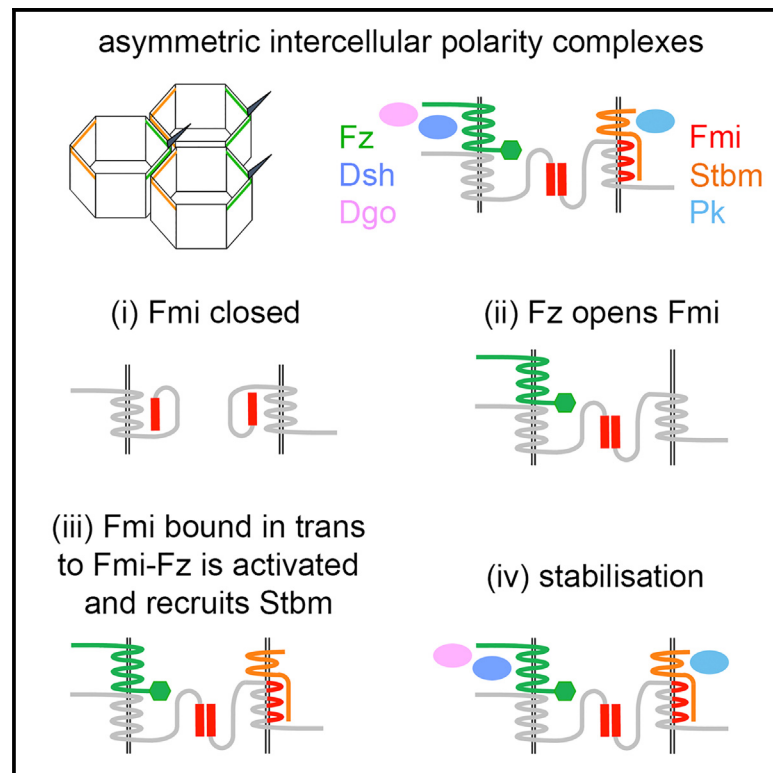 asymmetric intercellular polarity complexes
Fz
Dsh
Dgo
Fmi
Stbm
Pk
(i) Fmi closed
(ii) Fz opens Fmi
(iii) Fmi bound in trans
to Fmi-Fz is activated
and recruits Stbm
(iv) stabilisation